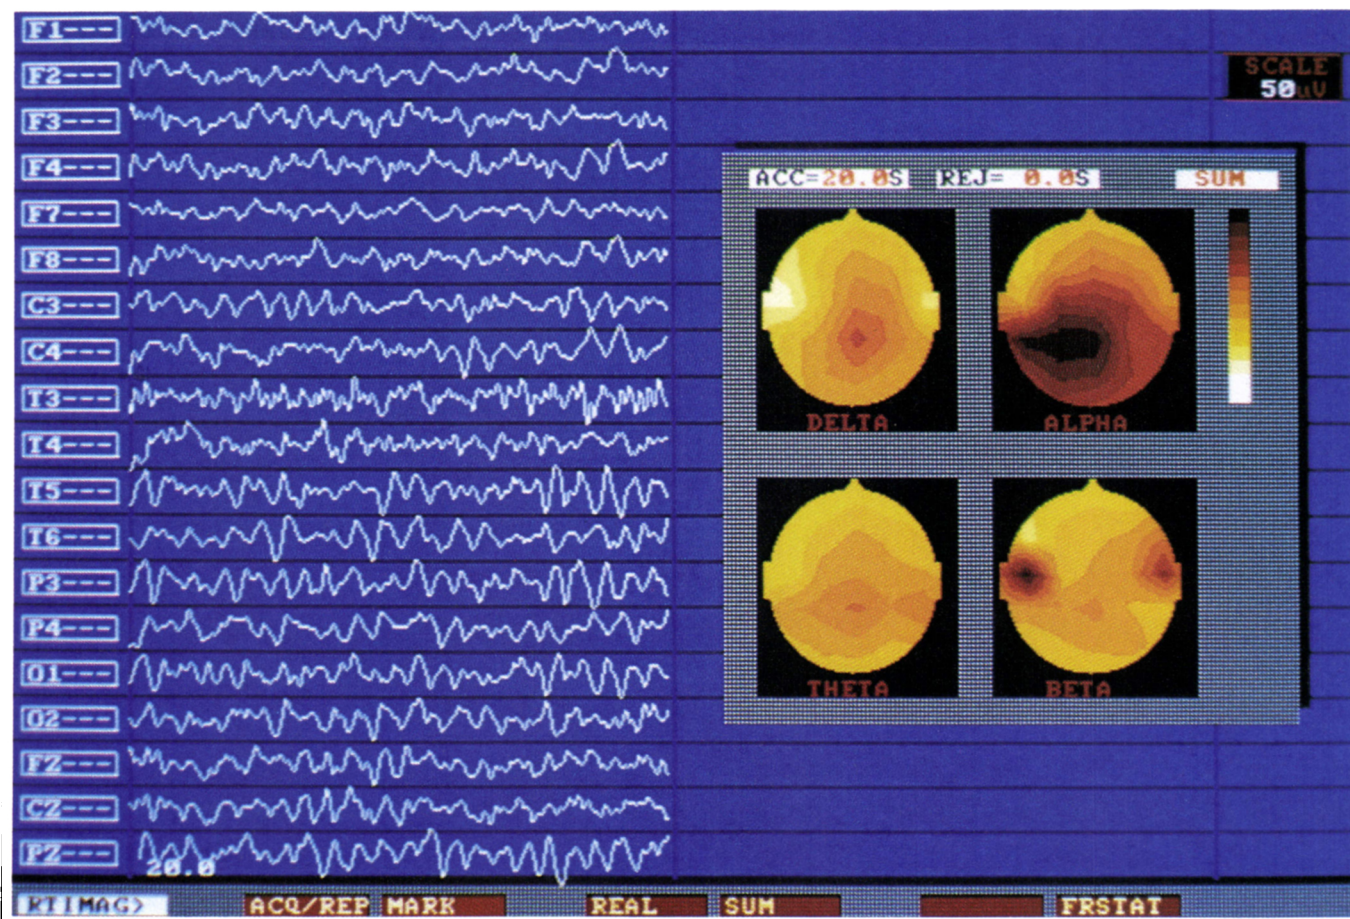 F1---
F2---
F3---
F4---
F7---
F8---
C3---
C4---
T3---
T4---
T5---
T6---
P3---
P4---
O1---
O2---
FZ---
CZ---
PZ---
20.0
SCALE
50uV
ACC=20.0S REJ= 0.0S SUM
DELTA ALPHA
THETA BETA
RTIMAG> ACQ/REP MARK REAL SUM FRSTAT